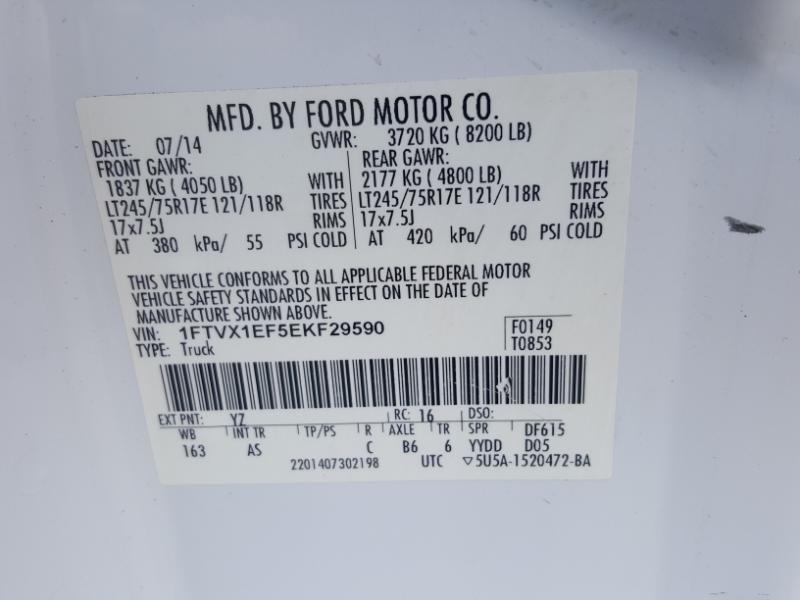 MFD. BY FORD MOTOR CO.
DATE: 07/14 GVWR: 3720 KG ( 8200 LB)
FRONT GAWR: REAR GAWR:
1837 KG ( 4050 LB) WITH 2177 KG ( 4800 LB) WITH
LT245/75R17E 121/118R TIRES LT245/75R17E 121/118R TIRES
17x7.5J RIMS 17x7.5J RIMS
AT 380 kPa/ 55 PSI COLD AT 420 kPa/ 60 PSI COLD
THIS VEHICLE CONFORMS TO ALL APPLICABLE FEDERAL MOTOR
VEHICLE SAFETY STANDARDS IN EFFECT ON THE DATE OF
MANUFACTURE SHOWN ABOVE.
VIN: 1FTVX1EF5EKF29590 F0149
TYPE: Truck T0853
EXT PNT: YZ RC: 16 DSO:
WB INT TR TP/PS R AXLE TR SPR DF615
163 AS C B6 6 YYDD D05
2201407302198 UTC ▽5U5A-1520472-BA